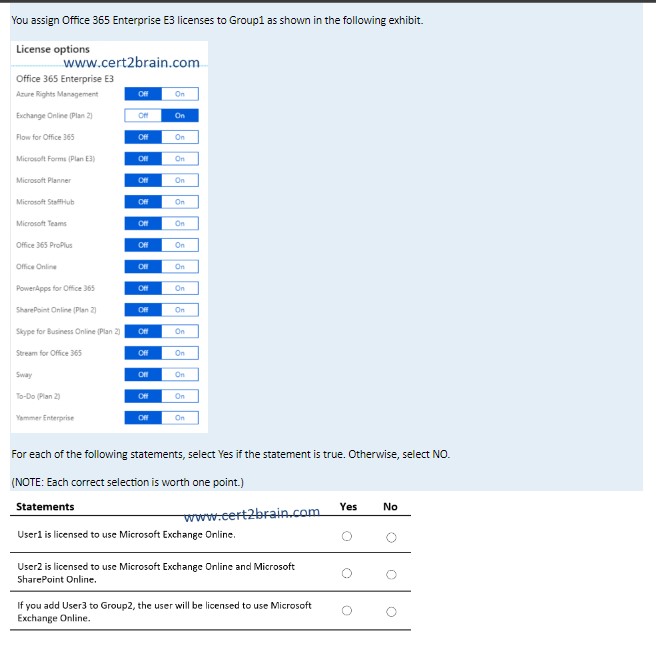 You assign Office 365 Enterprise E3 licenses to Group1 as shown in the following exhibit.
License options
www.cert2brain.com
Office 365 Enterprise E3
Azure Rights Management Off On
Exchange Online (Plan 2) Off On
Flow for Office 365 Off On
Microsoft Forms (Plan E3) Off On
Microsoft Planner Off On
Microsoft StaffHub Off On
Microsoft Teams Off On
Office 365 ProPlus Off On
Office Online Off On
PowerApps for Office 365 Off On
SharePoint Online (Plan 2) Off On
Skype for Business Online (Plan 2) Off On
Stream for Office 365 Off On
Sway Off On
To-Do (Plan 2) Off On
Yammer Enterprise Off On
For each of the following statements, select Yes if the statement is true. Otherwise, select NO.
(NOTE: Each correct selection is worth one point.)
Statements Yes No
www.cert2brain.com
User1 is licensed to use Microsoft Exchange Online.
User2 is licensed to use Microsoft Exchange Online and Microsoft
SharePoint Online.
If you add User3 to Group2, the user will be licensed to use Microsoft
Exchange Online.